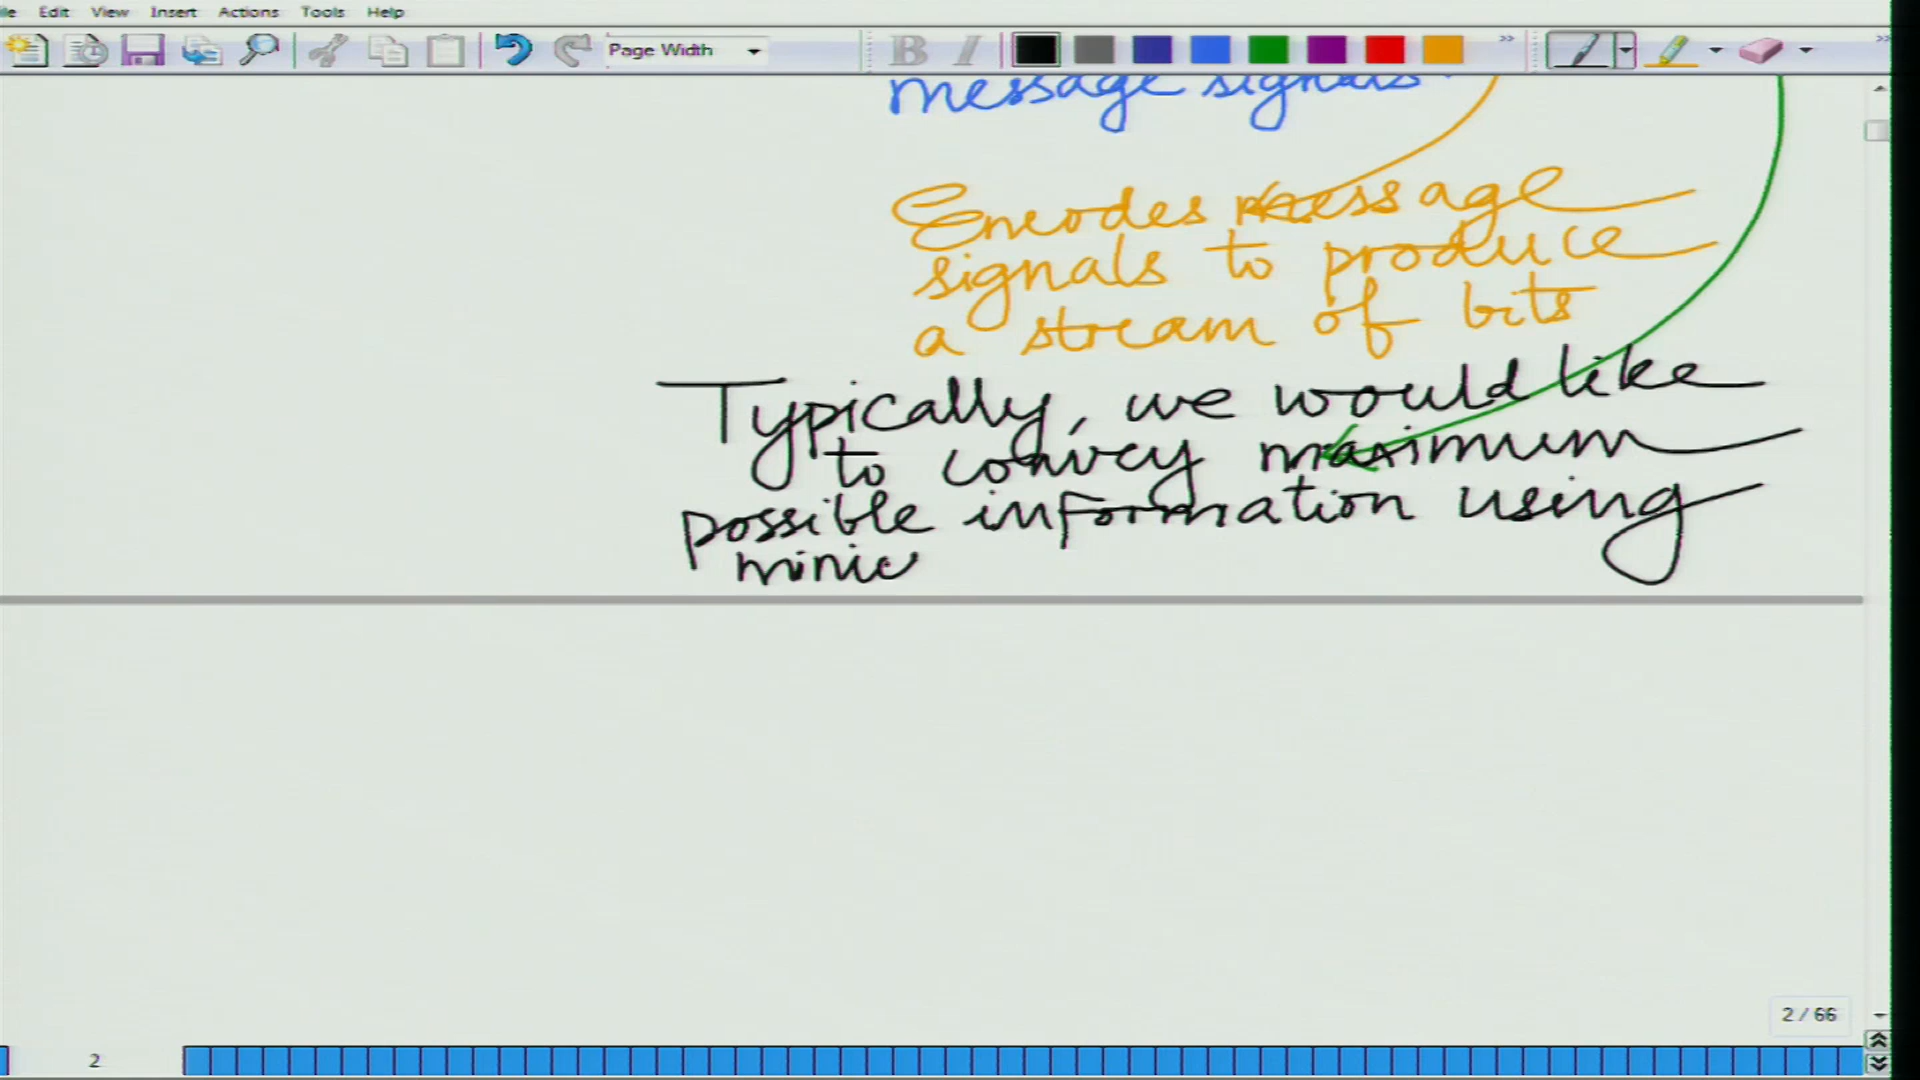 Edit View Insert Actions Tools Help
Page Width
B I
message signals.
Encodes message
signals to produce
a stream of bits
Typically, we would like
to convey maximum
possible information using
2 / 66
2